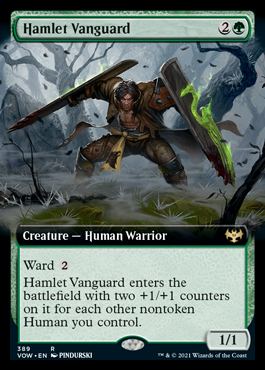 Hamlet Vanguard 2
Creature — Human Warrior
Ward 2
Hamlet Vanguard enters the
battlefield with two +1/+1 counters
on it for each other nontoken
Human you control.
1/1
389 R
VOW • EN PINDURSKI ™ & © 2021 Wizards of the Coast